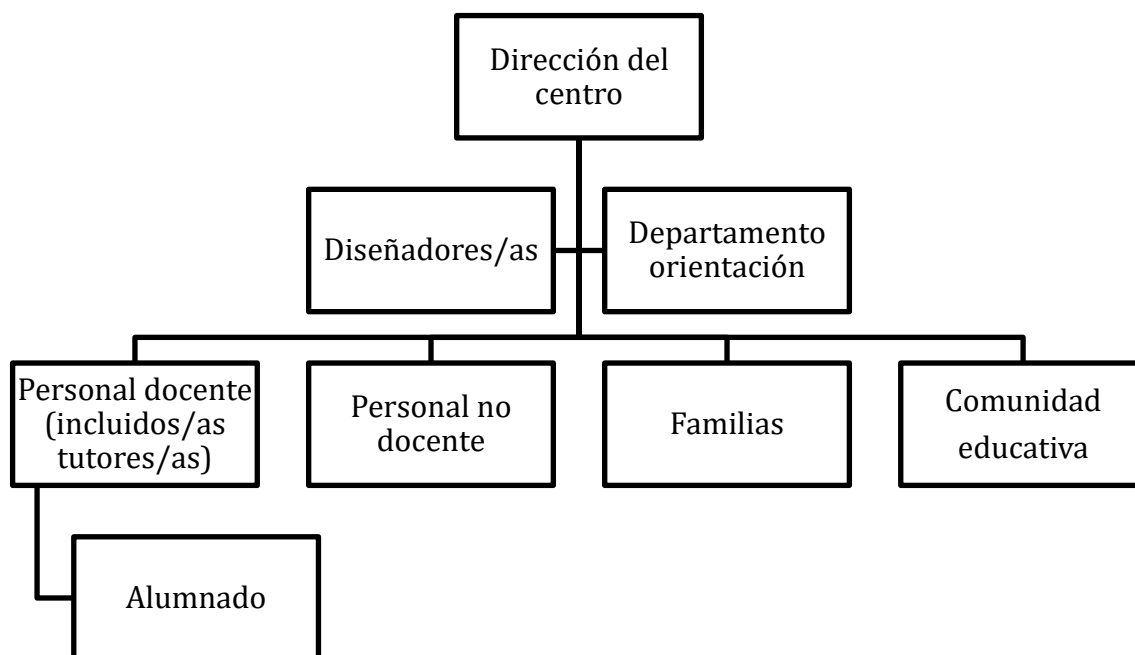 Dirección del
centro
Diseñadores/as
Departamento
orientación
Personal docente
(incluidos/as
tutores/as)
Personal no
docente
Familias
Comunidad
educativa
Alumnado